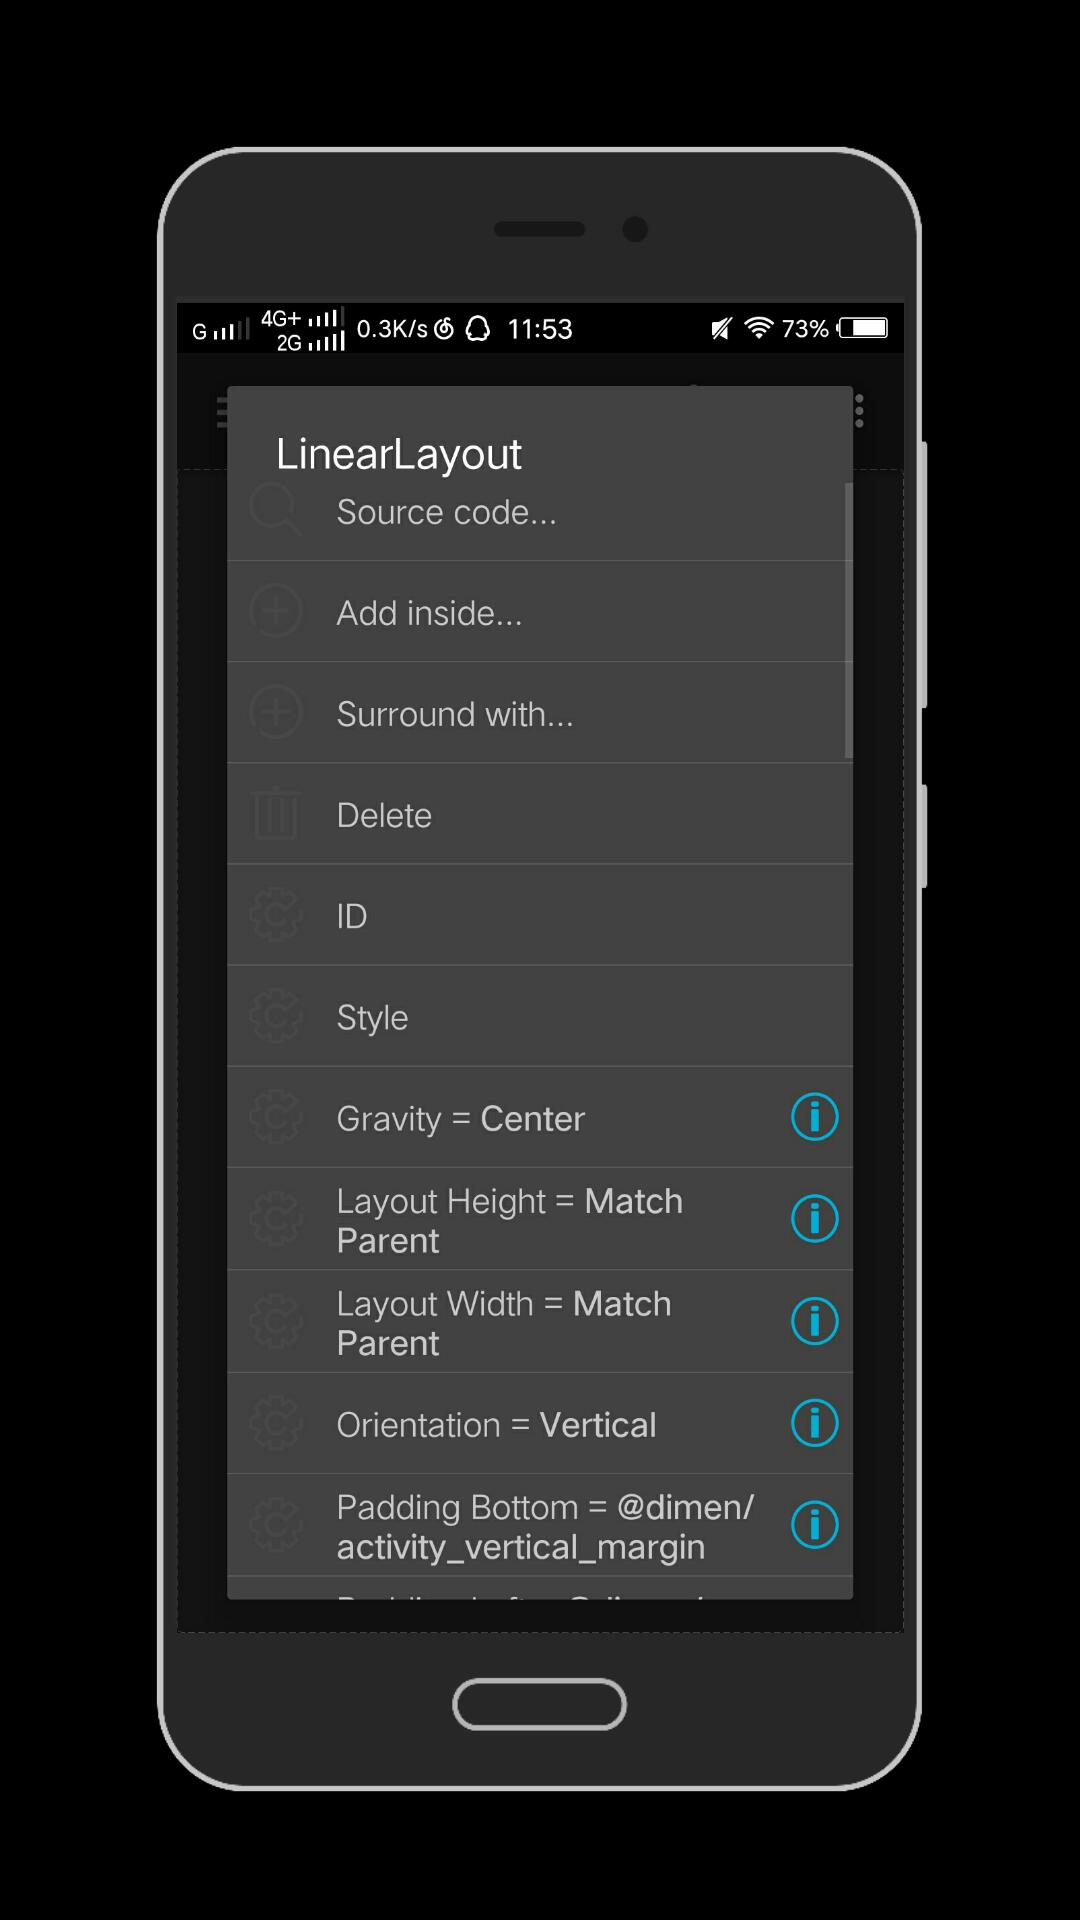 G 4G+ 2G 0.3K/s 11:53 73%
LinearLayout
Source code...
Add inside...
Surround with...
Delete
ID
Style
Gravity = Center
Layout Height = Match
Parent
Layout Width = Match
Parent
Orientation = Vertical
Padding Bottom = @dimen/
activity_vertical_margin